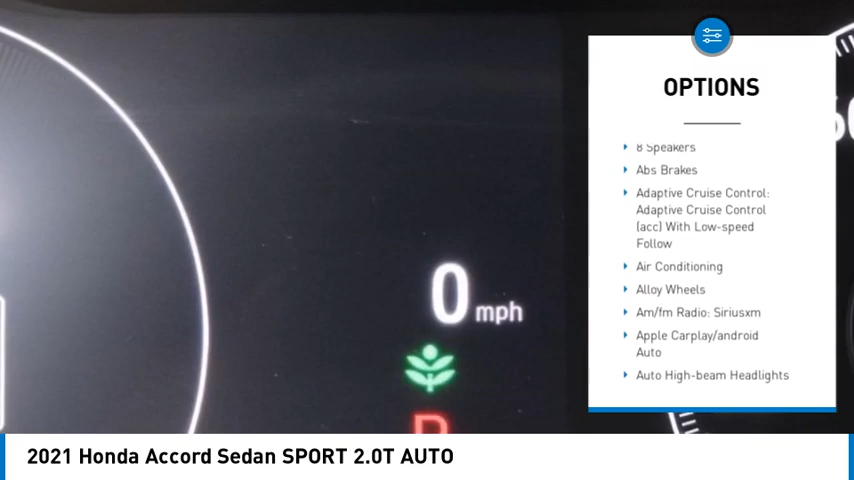 OPTIONS
8 Speakers
Abs Brakes
Adaptive Cruise Control:
Adaptive Cruise Control
(acc) With Low-speed
Follow
Air Conditioning
Alloy Wheels
Am/fm Radio: Siriusxm
Apple Carplay/android
Auto
Auto High-beam Headlights
0 mph
2021 Honda Accord Sedan SPORT 2.0T AUTO